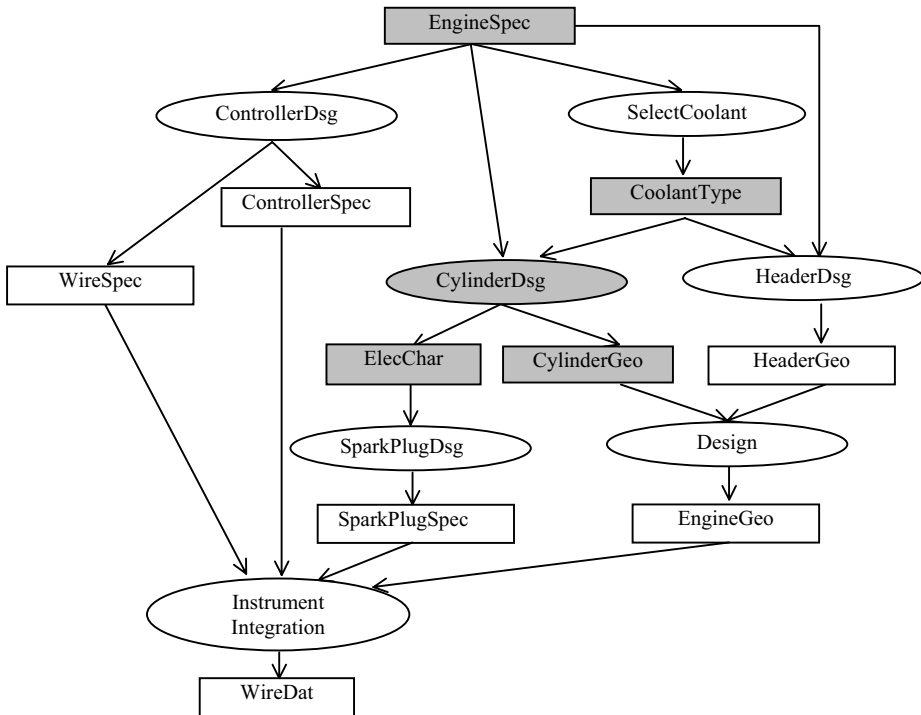 EngineSpec
ControllerDsg
SelectCoolant
CoolantType
ControllerSpec
WireSpec
CylinderDsg
HeaderDsg
ElecChar
CylinderGeo
HeaderGeo
SparkPlugDsg
Design
SparkPlugSpec
EngineGeo
Instrument
Integration
WireDat